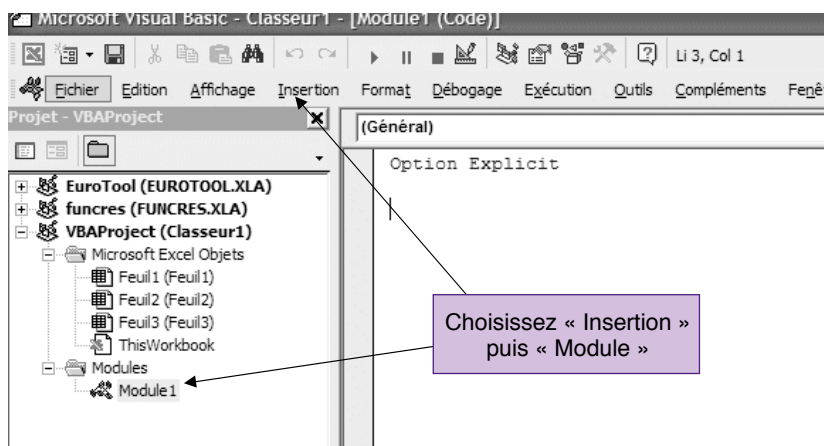 Microsoft Visual Basic - Classeur1 - [Module1 (Code)]
Li 3, Col 1
Fichier Edition Affichage Insertion Format Débogage Exécution Outils Compléments Fenê
Projet - VBAProject
(Général)
Option Explicit
EuroTool (EUROTOOL.XLA)
funcres (FUNCRES.XLA)
VBAProject (Classeur1)
Microsoft Excel Objets
Feuil1 (Feuil1)
Feuil2 (Feuil2)
Feuil3 (Feuil3)
ThisWorkbook
Modules
Module1
Choisissez « Insertion »
puis « Module »